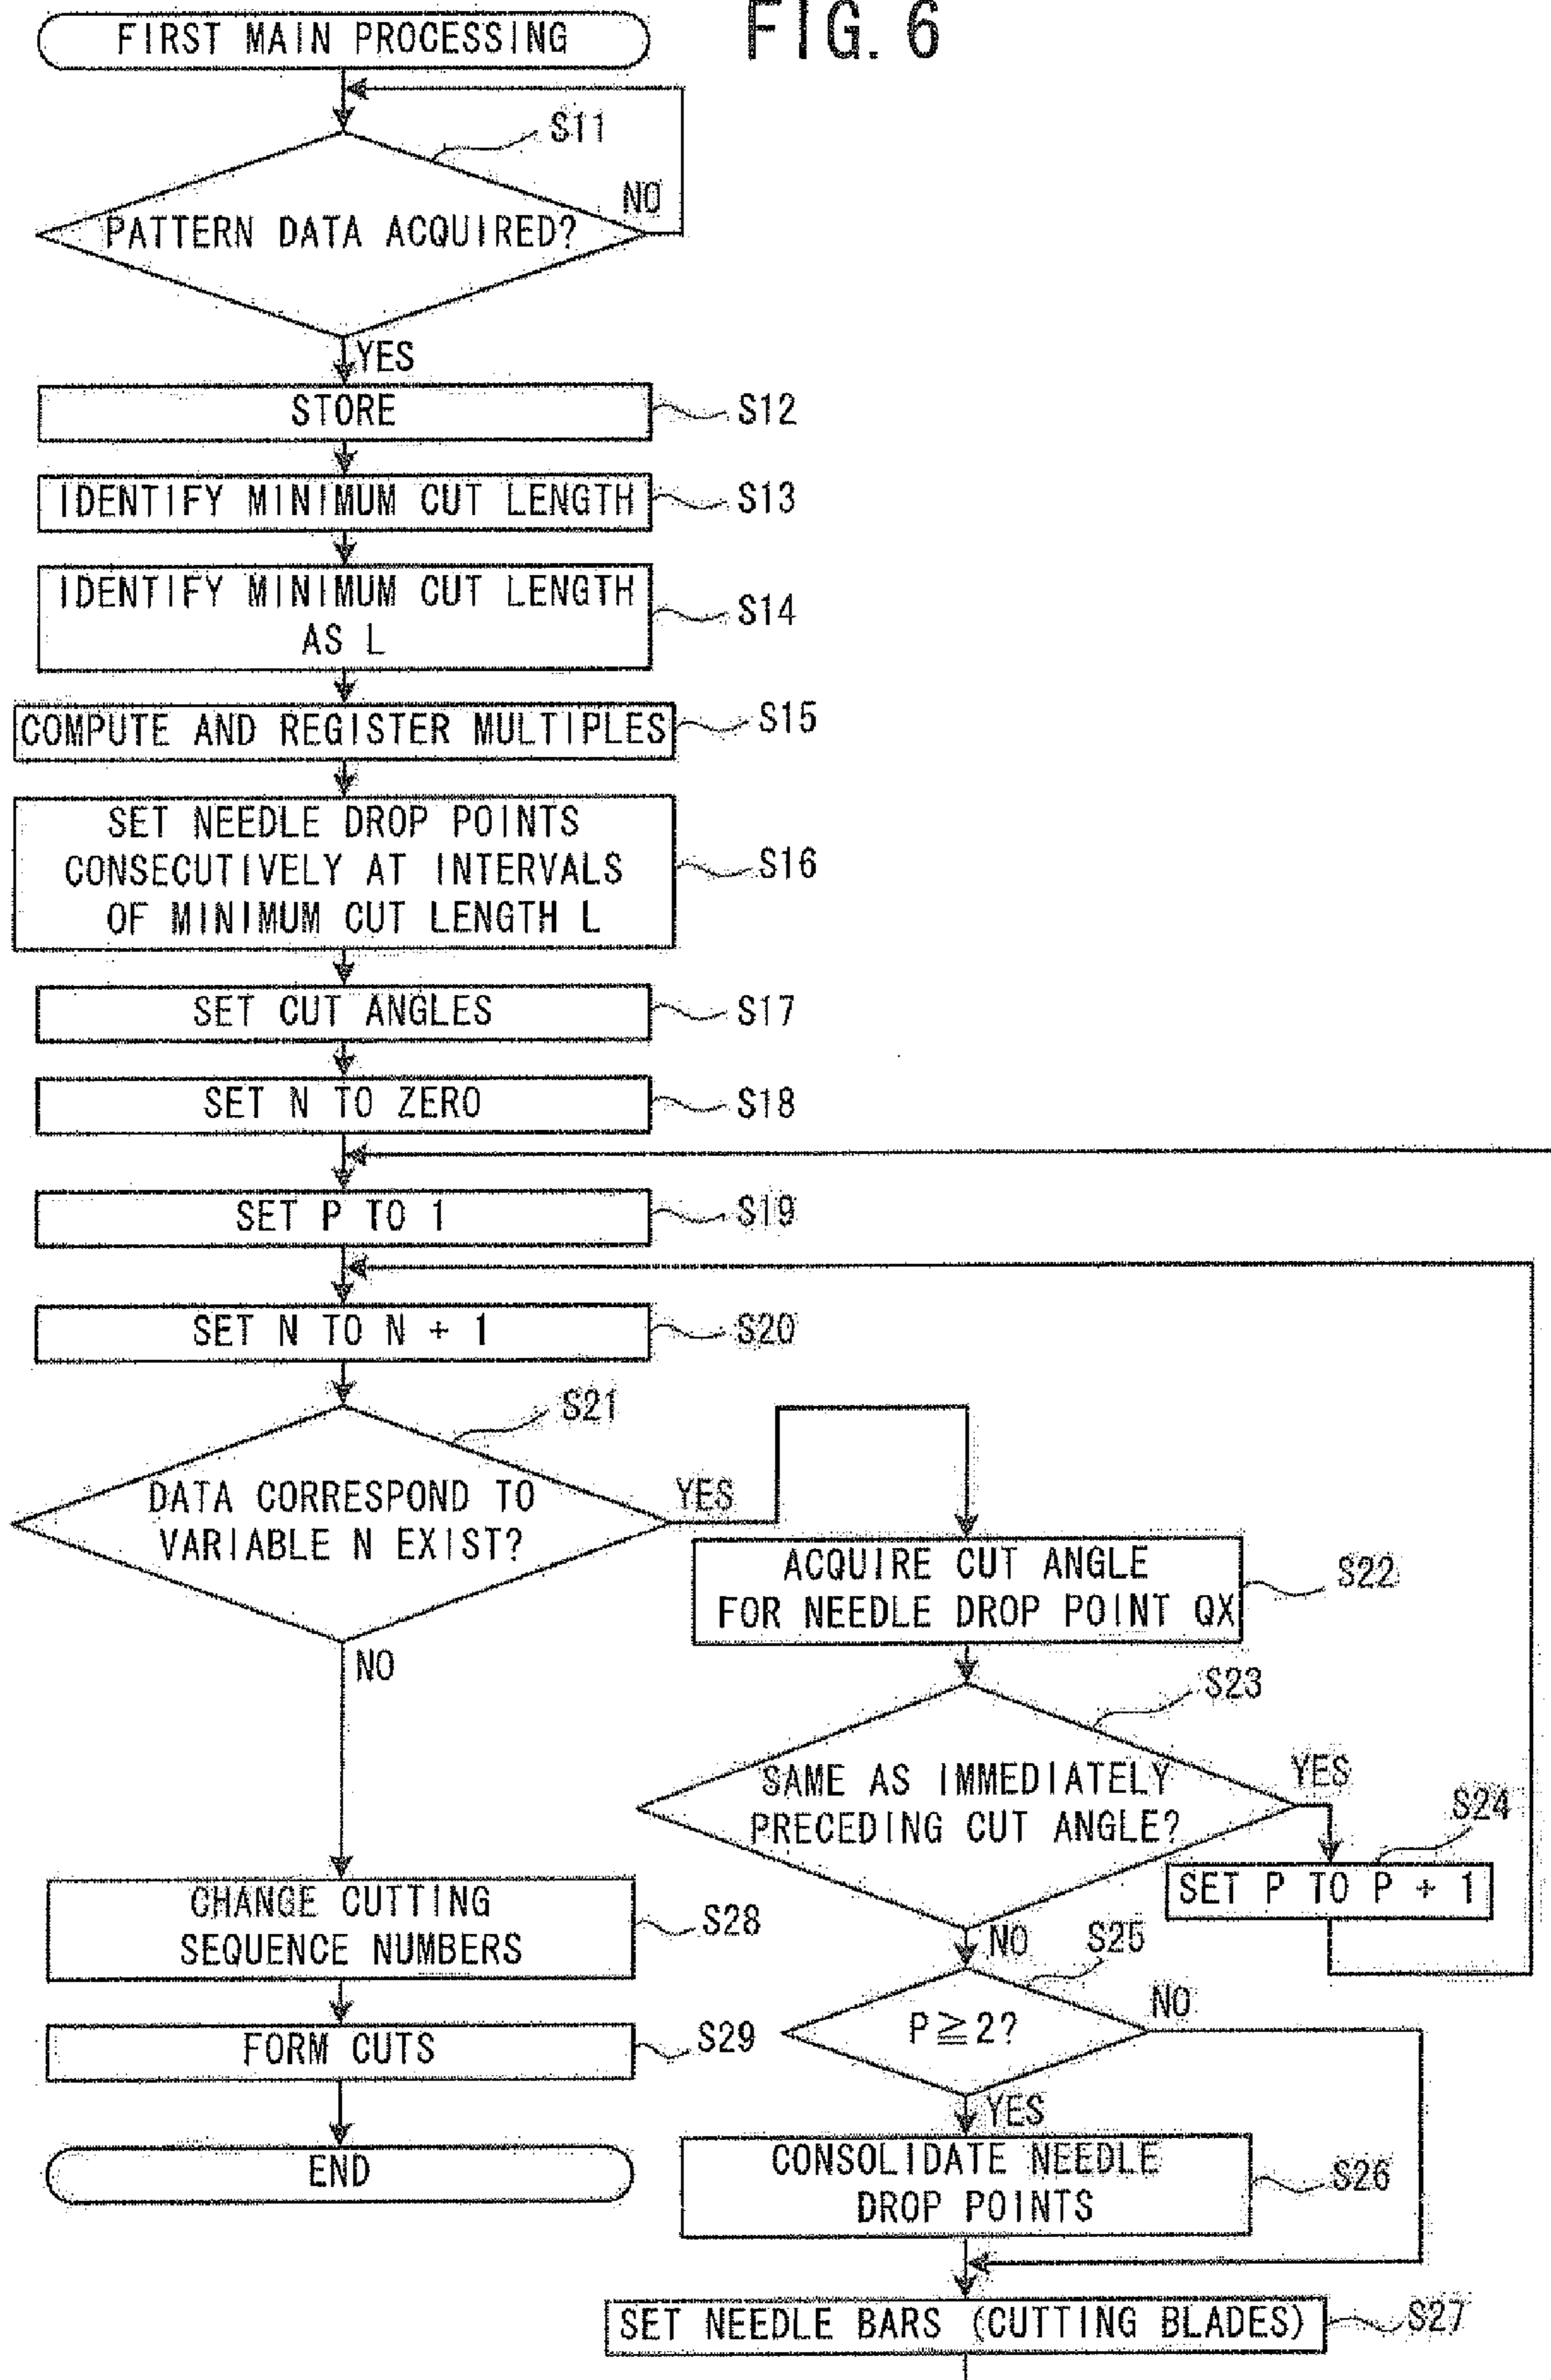 FIG. 6
FIRST MAIN PROCESSING
S11
NO
PATTERN DATA ACQUIRED?
YES
STORE
S12
IDENTIFY MINIMUM CUT LENGTH
S13
IDENTIFY MINIMUM CUT LENGTH
AS L
S14
COMPUTE AND REGISTER MULTIPLES
S15
SET NEEDLE DROP POINTS
CONSECUTIVELY AT INTERVALS
OF MINIMUM CUT LENGTH L
S16
SET CUT ANGLES
S17
SET N TO ZERO
S18
SET P TO 1
S19
SET N TO N + 1
S20
S21
DATA CORRESPOND TO
VARIABLE N EXIST?
YES
NO
ACQUIRE CUT ANGLE
FOR NEEDLE DROP POINT QX
S22
S23
SAME AS IMMEDIATELY
PRECEDING CUT ANGLE?
YES
S24
SET P TO P + 1
NO
S25
P≧2?
NO
YES
CONSOLIDATE NEEDLE
DROP POINTS
S26
SET NEEDLE BARS (CUTTING BLADES)
S27
CHANGE CUTTING
SEQUENCE NUMBERS
S28
FORM CUTS
S29
END